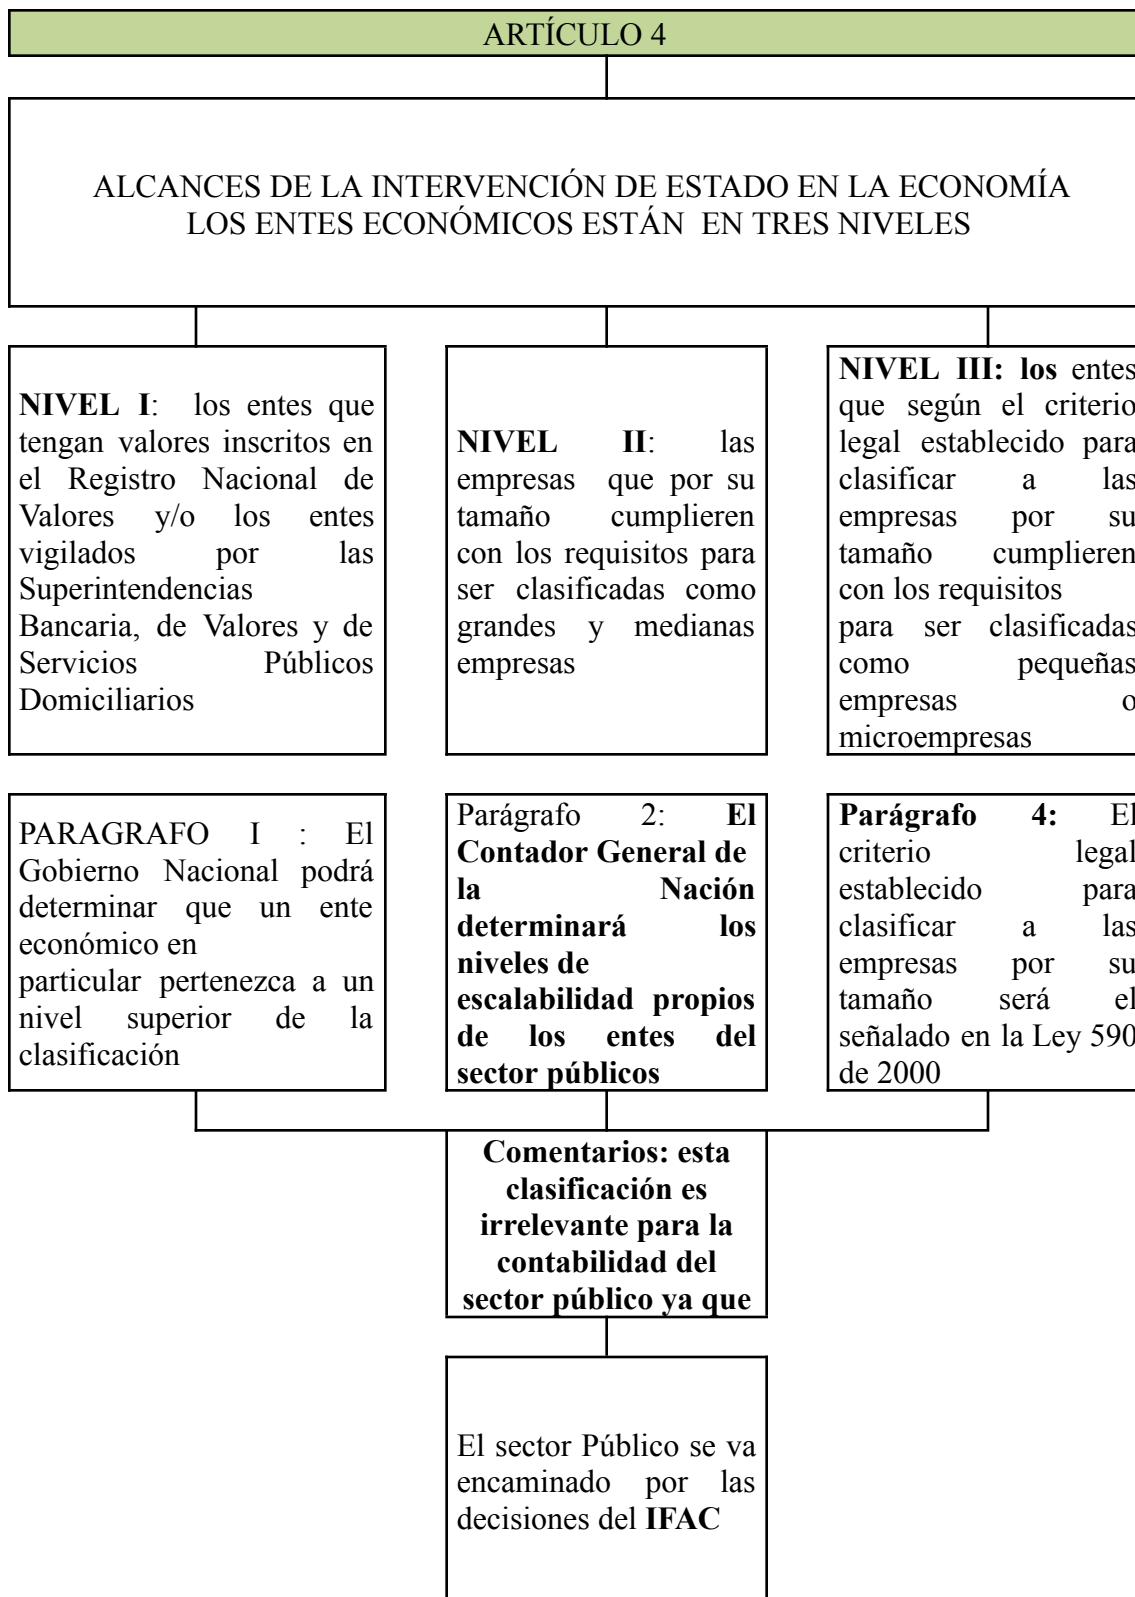 ARTÍCULO 4
ALCANCES DE LA INTERVENCIÓN DE ESTADO EN LA ECONOMÍA
LOS ENTES ECONÓMICOS ESTÁN EN TRES NIVELES
NIVEL I: los entes que
tengan valores inscritos en
el Registro Nacional de
Valores y/o los entes
vigilados por las
Superintendencias
Bancaria, de Valores y de
Servicios Públicos
Domiciliarios
NIVEL II: las
empresas que por su
tamaño cumplieren
con los requisitos para
ser clasificadas como
grandes y medianas
empresas
NIVEL III: los entes
que según el criterio
legal establecido para
clasificar a las
empresas por su
tamaño cumplieren
con los requisitos
para ser clasificadas
como pequeñas
empresas o
microempresas
PARAGRAFO I : El
Gobierno Nacional podrá
determinar que un ente
económico en
particular pertenezca a un
nivel superior de la
clasificación
Parágrafo 2: El
Contador General de
la Nación
determinará los
niveles de
escalabilidad propios
de los entes del
sector públicos
Parágrafo 4: El
criterio legal
establecido para
clasificar a las
empresas por su
tamaño será el
señalado en la Ley 590
de 2000
Comentarios: esta
clasificación es
irrelevante para la
contabilidad del
sector público ya que
El sector Público se va
encaminado por las
decisiones del IFAC